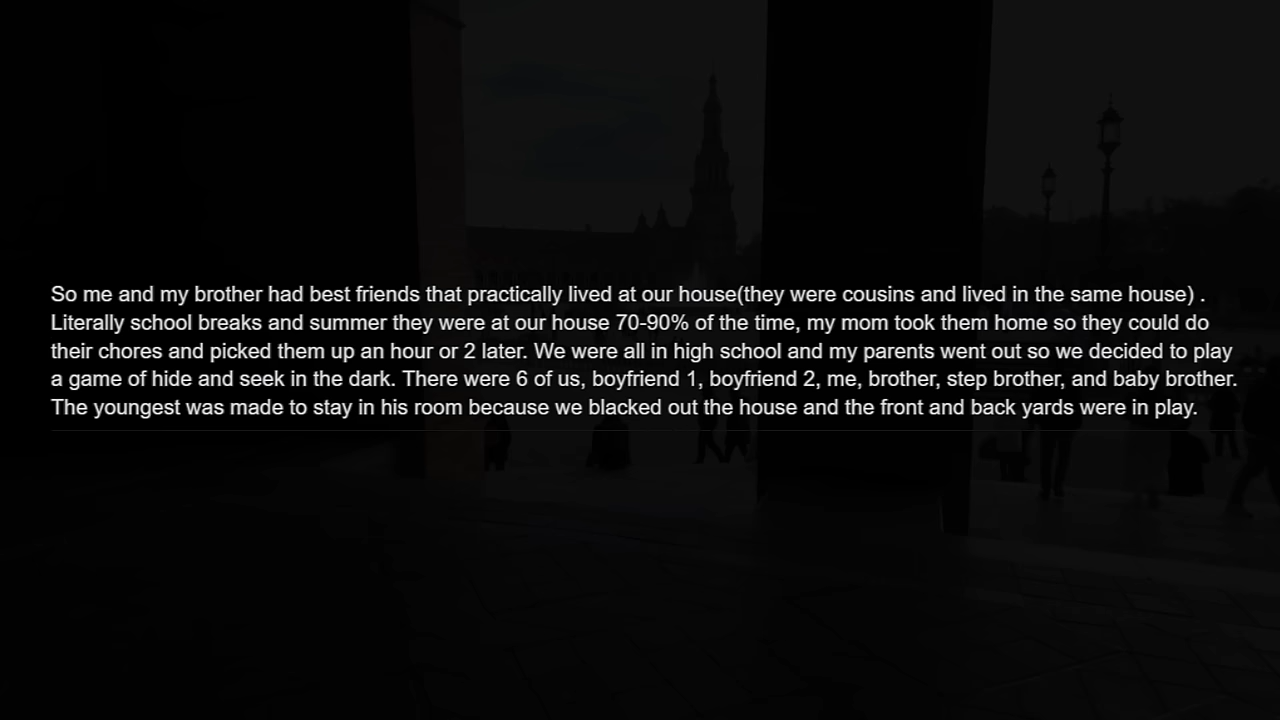 So me and my brother had best friends that practically lived at our house(they were cousins and lived in the same house) .
Literally school breaks and summer they were at our house 70-90% of the time, my mom took them home so they could do
their chores and picked them up an hour or 2 later. We were all in high school and my parents went out so we decided to play
a game of hide and seek in the dark. There were 6 of us, boyfriend 1, boyfriend 2, me, brother, step brother, and baby brother.
The youngest was made to stay in his room because we blacked out the house and the front and back yards were in play.